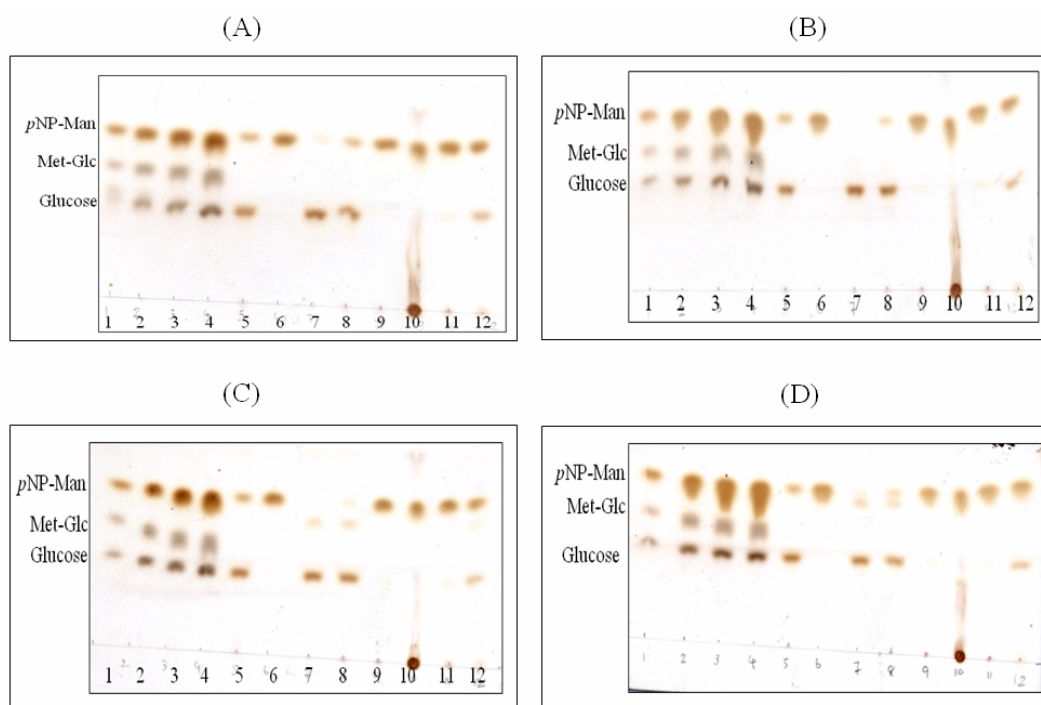 (A)
pNP-Man
Met-Glc
Glucose
1 2 3 4 5 6 7 8 9 10 11 12
(B)
pNP-Man
Met-Glc
Glucose
1 2 3 4 5 6 7 8 9 10 11 12
(C)
pNP-Man
Met-Glc
Glucose
1 2 3 4 5 6 7 8 9 10 11 12
(D)
pNP-Man
Met-Glc
Glucose
1 2 3 4 5 6 7 8 9 10 11 12